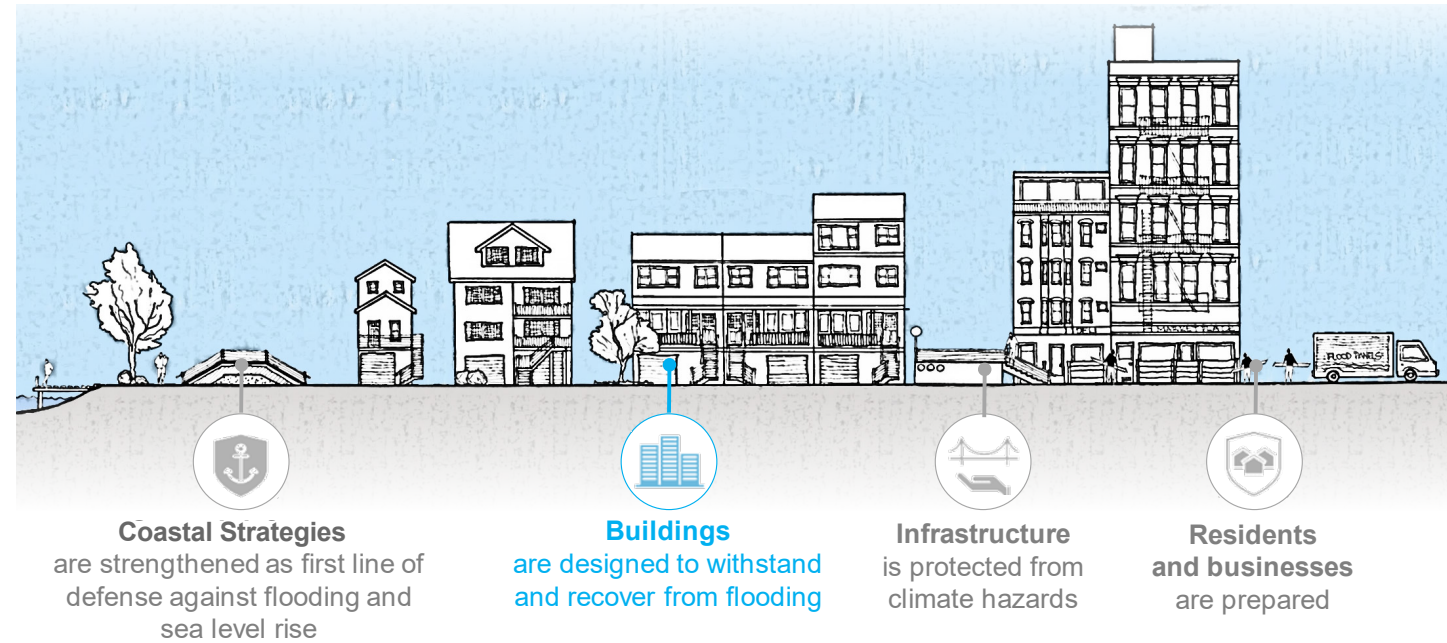 FLOOD PANELS
Coastal Strategies
are strengthened as first line of
defense against flooding and
sea level rise
Buildings
are designed to withstand
and recover from flooding
Infrastructure
is protected from
climate hazards
Residents
and businesses
are prepared